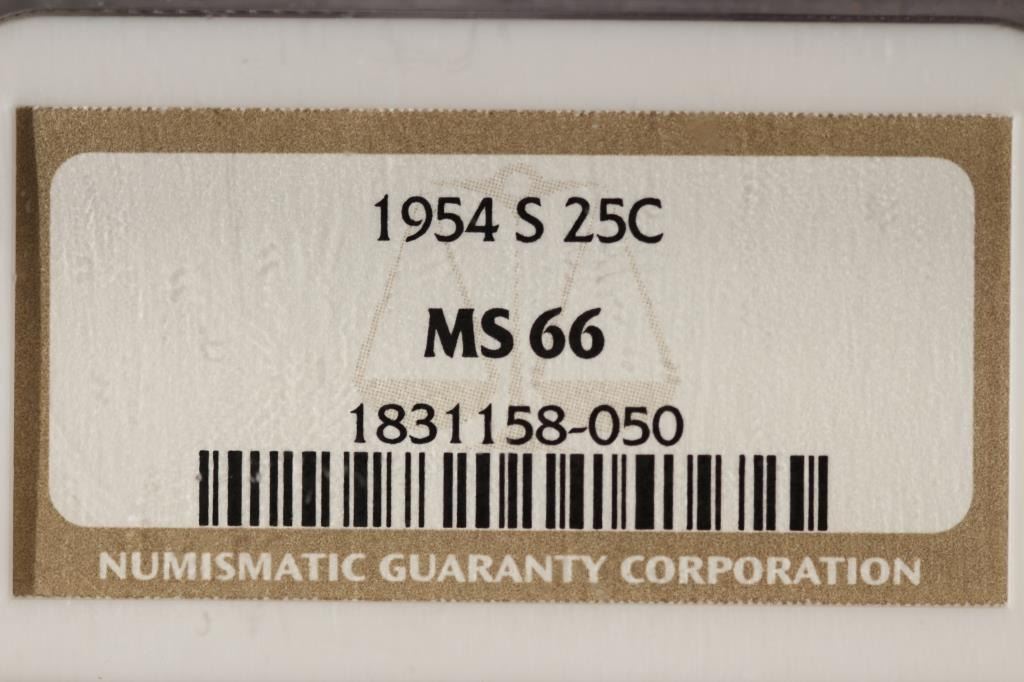 1954 S 25C
MS 66
1831158-050
NUMISMATIC GUARANTY CORPORATION